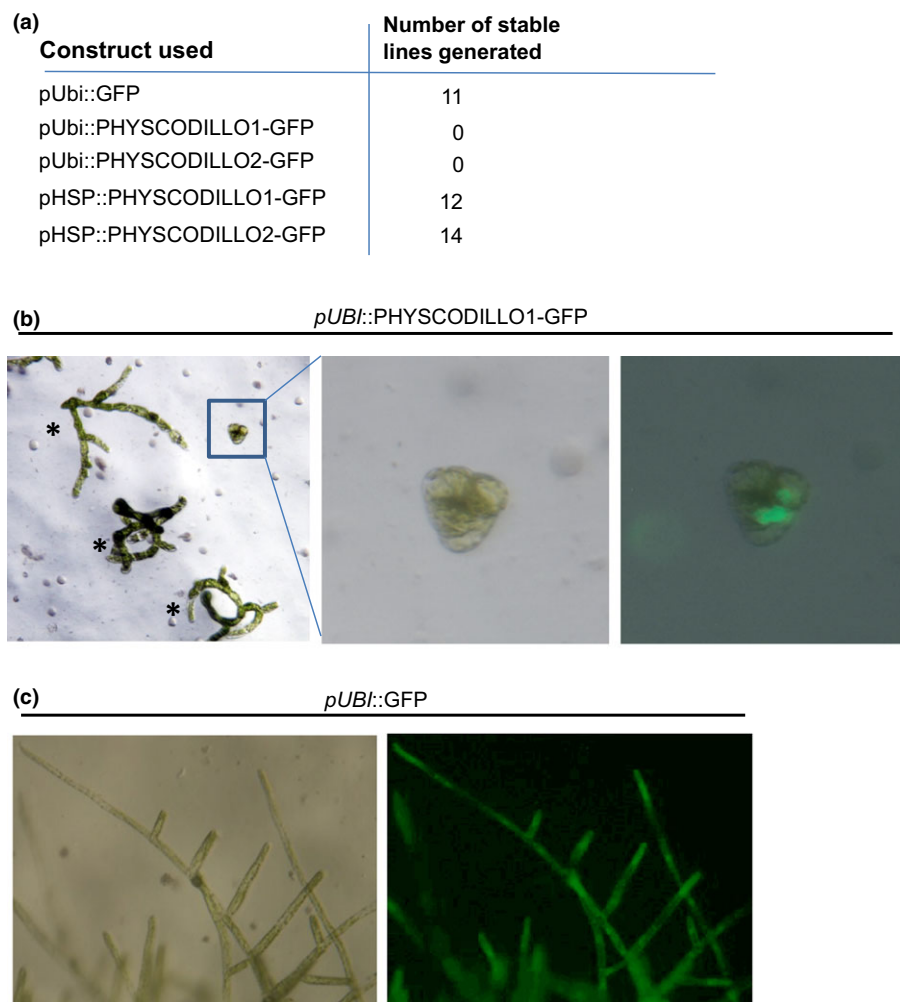 (a)
Construct used
Number of stable
lines generated
pUbi::GFP 11
pUbi::PHYSCODILLO1-GFP 0
pUbi::PHYSCODILLO2-GFP 0
pHSP::PHYSCODILLO1-GFP 12
pHSP::PHYSCODILLO2-GFP 14
(b) pUBI::PHYSCODILLO1-GFP
*
*
*
(c) pUBI::GFP